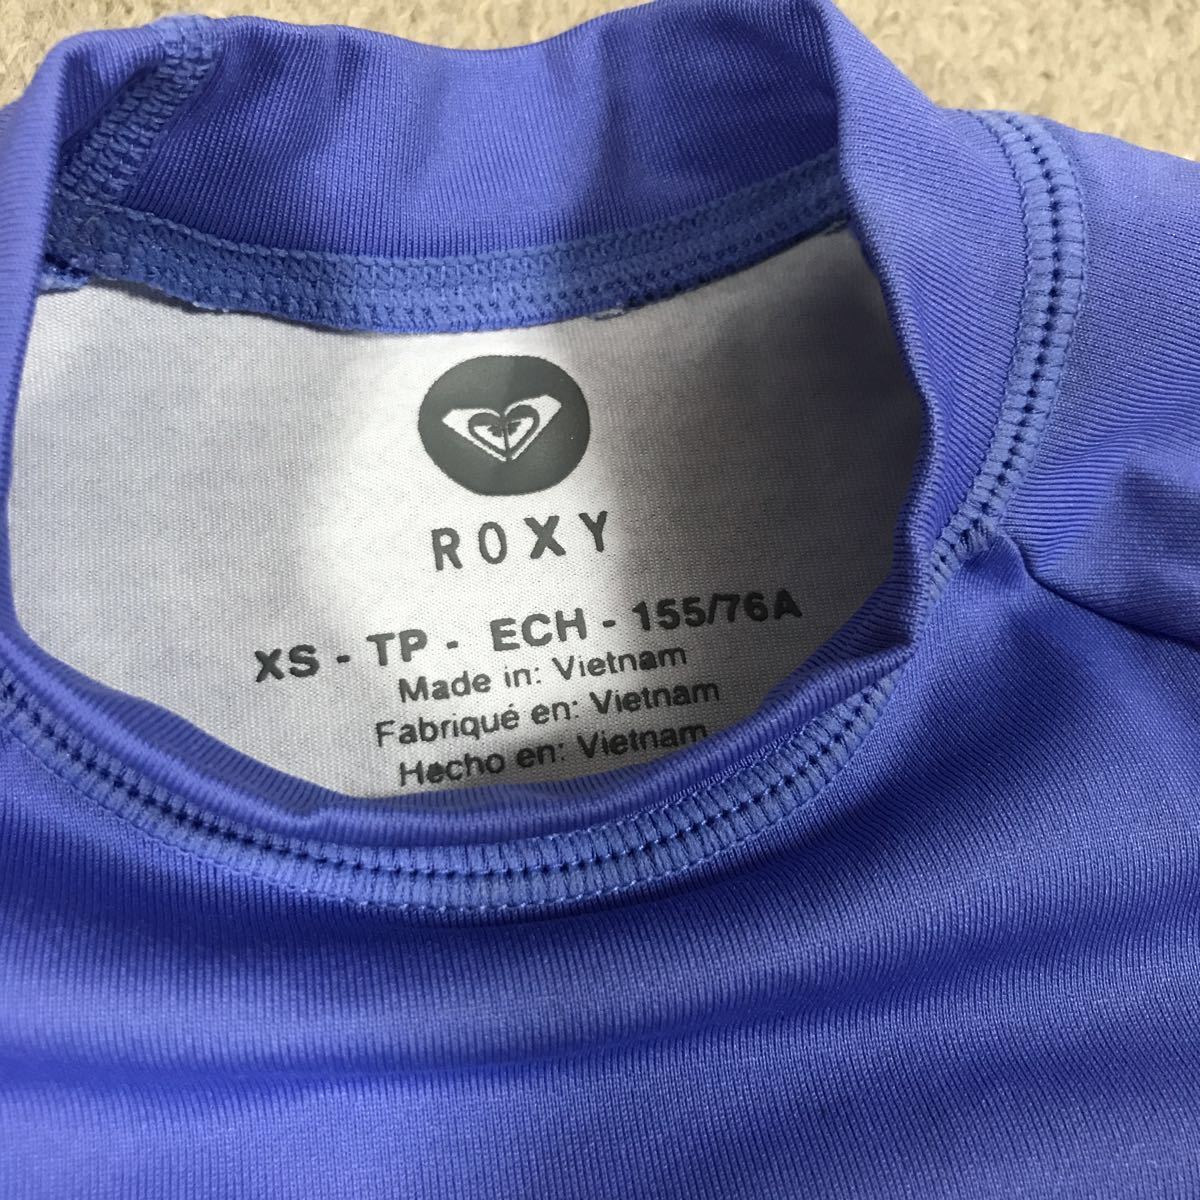 ROXY
XS - TP - ECH - 155/76A
Made in: Vietnam
Fabriqué en: Vietnam
Hecho en: Vietnam